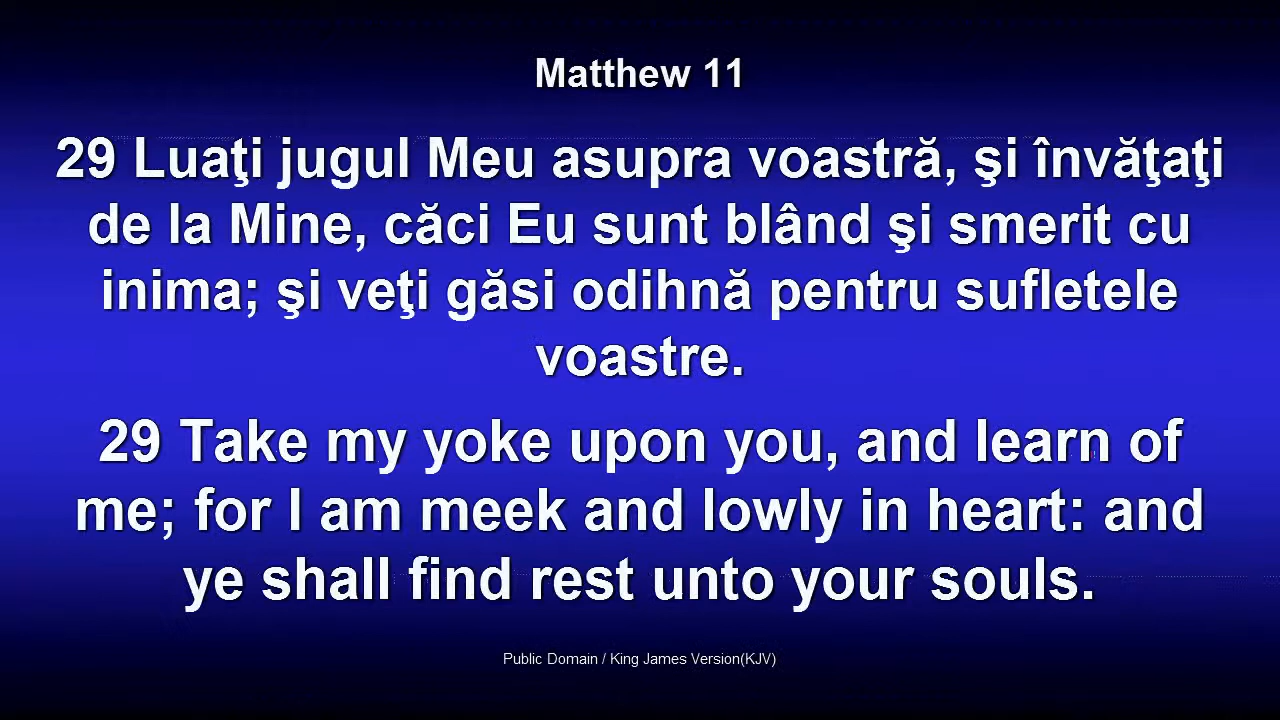 Matthew 11
29 Luaţi jugul Meu asupra voastră, şi învăţaţi
de la Mine, căci Eu sunt blând şi smerit cu
inima; şi veţi găsi odihnă pentru sufletele
voastre.
29 Take my yoke upon you, and learn of
me; for I am meek and lowly in heart: and
ye shall find rest unto your souls.
Public Domain / King James Version(KJV)